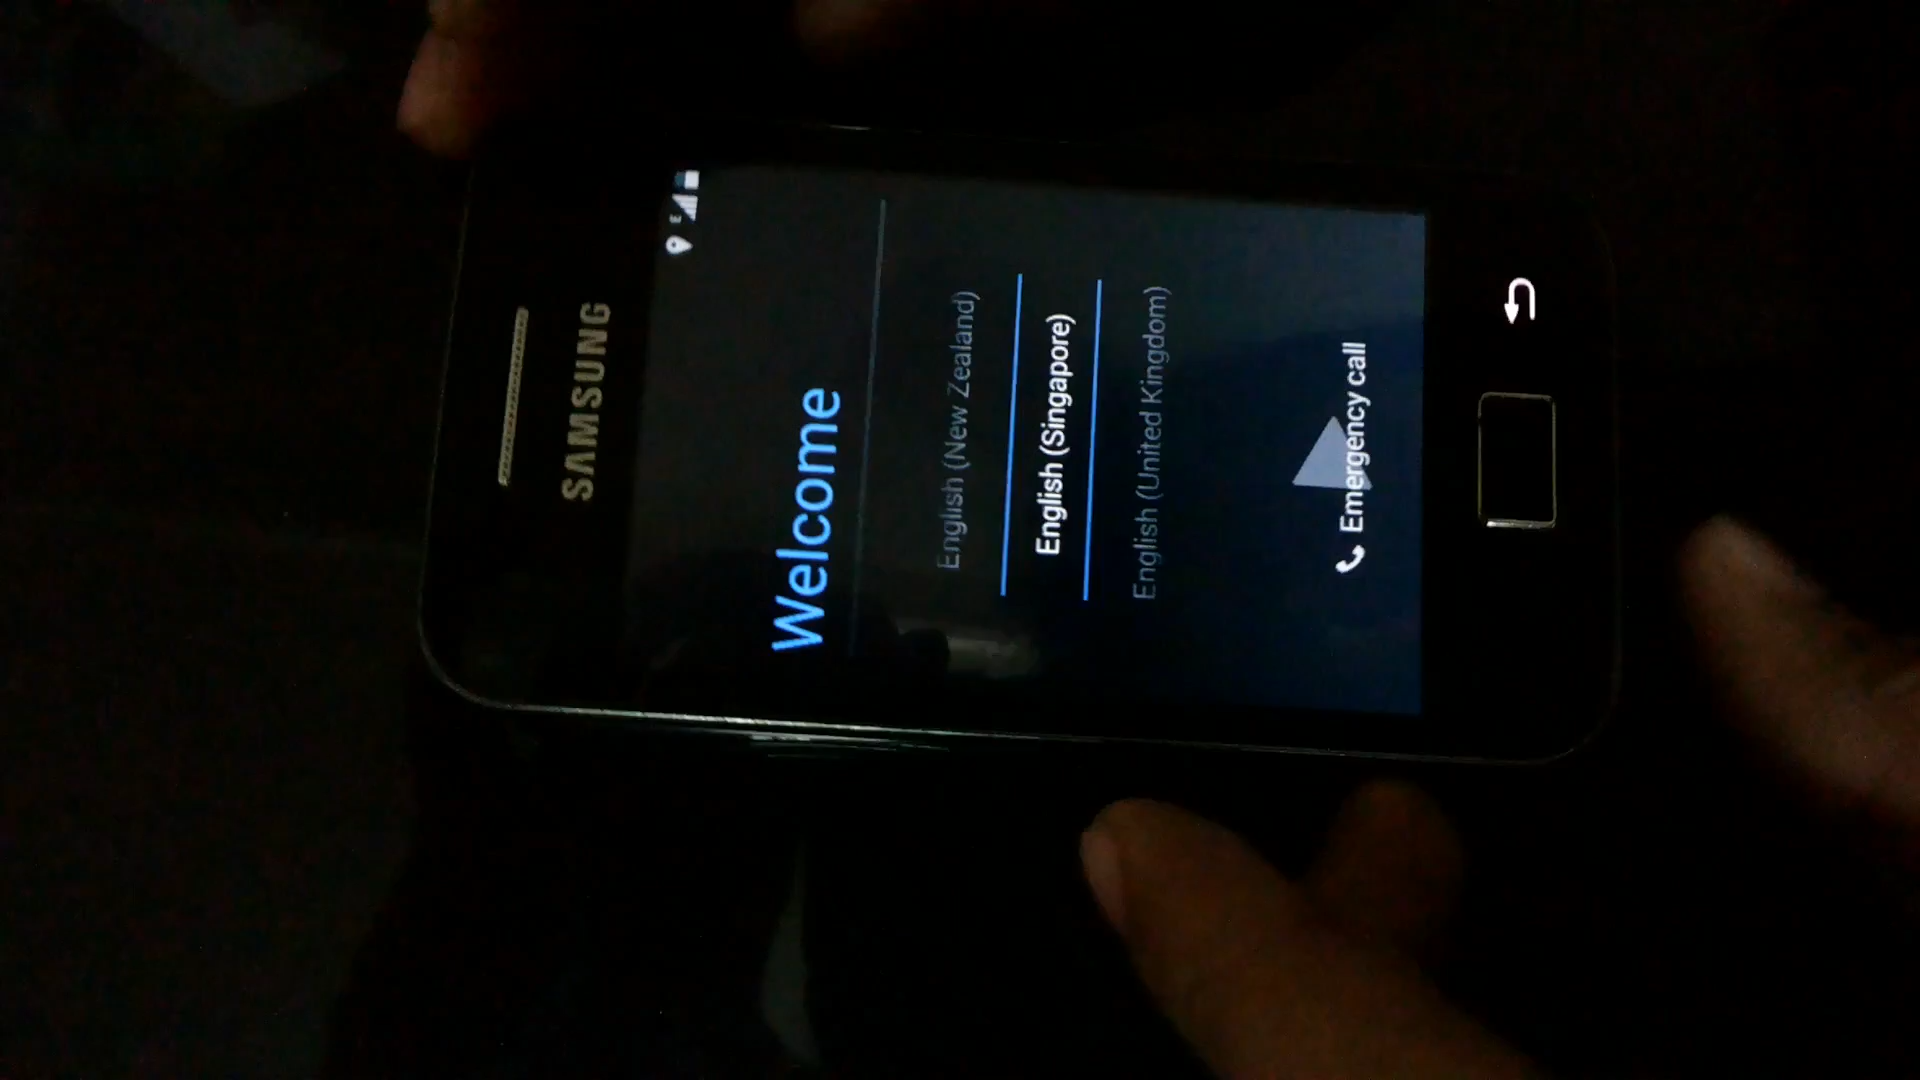 SAMSUNG
E
Welcome
English (New Zealand)
English (Singapore)
English (United Kingdom)
Emergency call